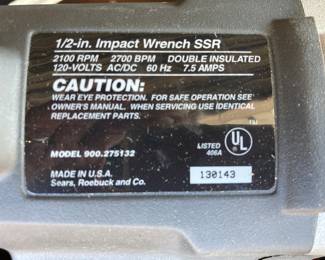 1/2-in. Impact Wrench SSR
2100 RPM 2700 BPM DOUBLE INSULATED
120-VOLTS AC/DC 60 Hz 7.5 AMPS
CAUTION:
WEAR EYE PROTECTION. FOR SAFE OPERATION SEE
OWNER'S MANUAL. WHEN SERVICING USE IDENTICAL
REPLACEMENT PARTS.
MODEL 900.275132
MADE IN U.S.A.
Sears, Roebuck and Co.
UL
LISTED
406A
130143